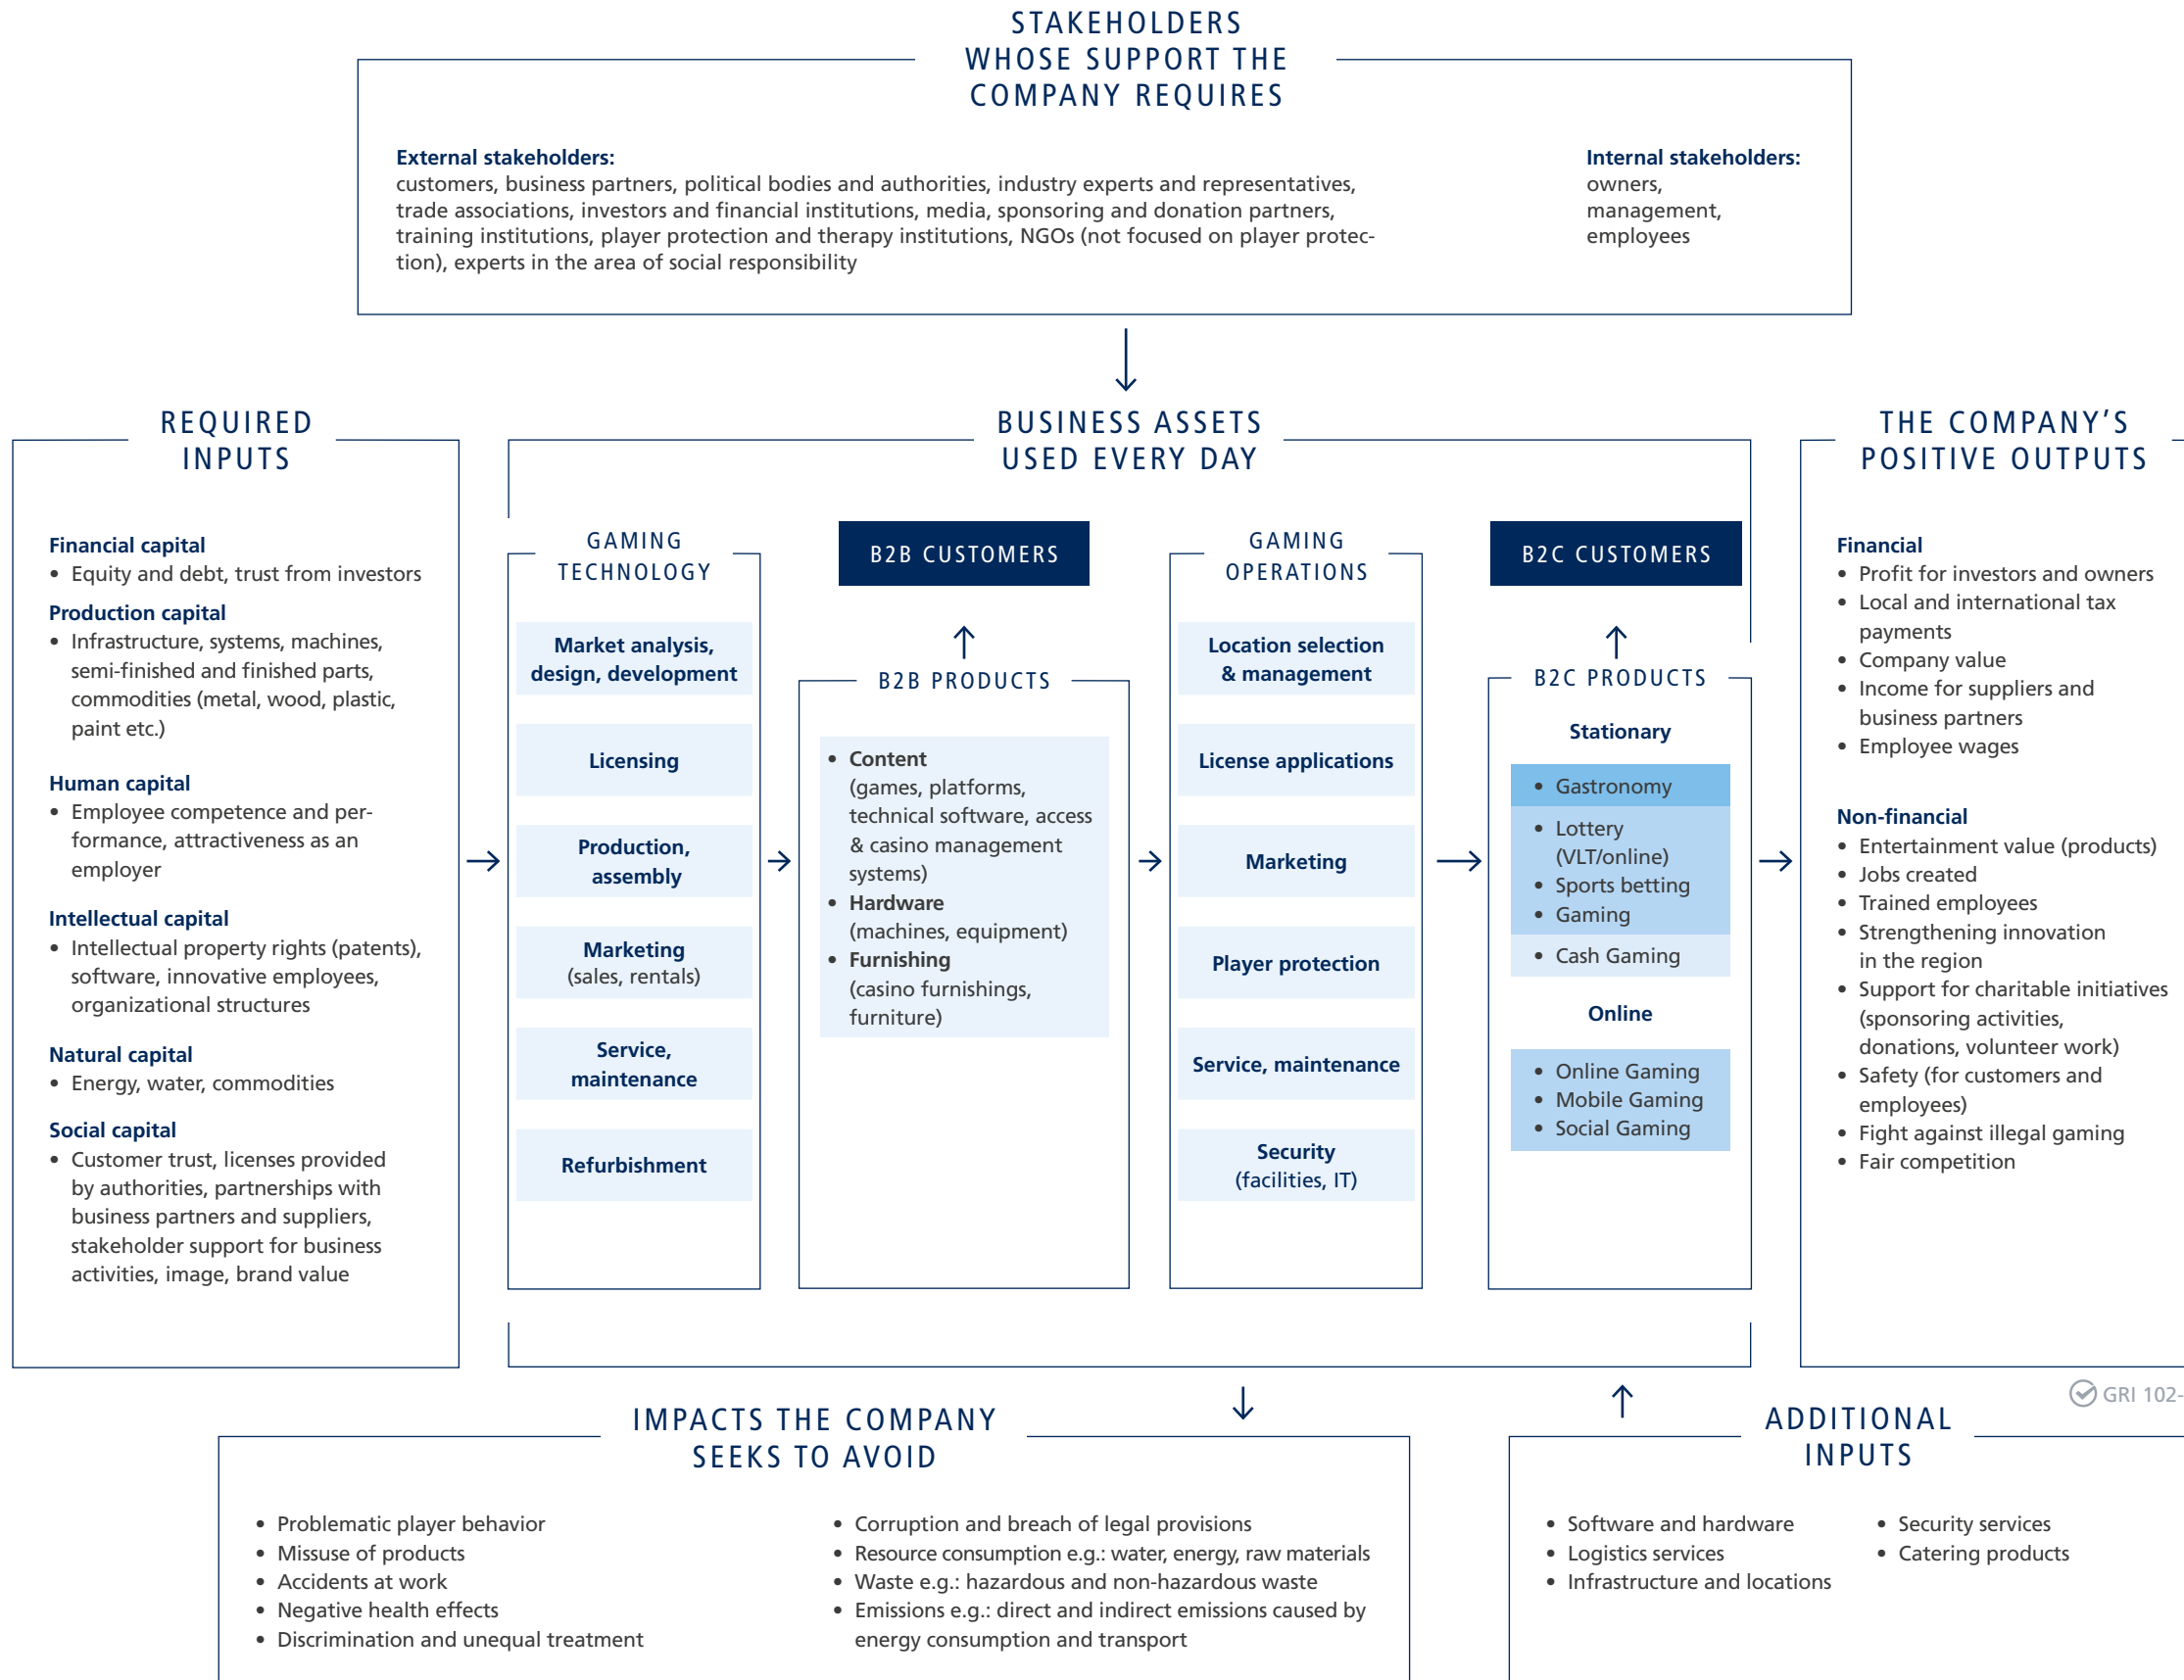 STAKEHOLDERS
WHOSE SUPPORT THE
COMPANY REQUIRES
External stakeholders:
customers, business partners, political bodies and authorities, industry experts and representatives,
trade associations, investors and financial institutions, media, sponsoring and donation partners,
training institutions, player protection and therapy institutions, NGOs (not focused on player protec-
tion), experts in the area of social responsibility
Internal stakeholders:
owners,
management,
employees
REQUIRED
INPUTS
Financial capital
• Equity and debt, trust from investors
Production capital
• Infrastructure, systems, machines,
semi-finished and finished parts,
commodities (metal, wood, plastic,
paint etc.)
Human capital
• Employee competence and per-
formance, attractiveness as an
employer
Intellectual capital
• Intellectual property rights (patents),
software, innovative employees,
organizational structures
Natural capital
• Energy, water, commodities
Social capital
• Customer trust, licenses provided
by authorities, partnerships with
business partners and suppliers,
stakeholder support for business
activities, image, brand value
BUSINESS ASSETS
USED EVERY DAY
GAMING
TECHNOLOGY
Market analysis,
design, development
Licensing
Production,
assembly
Marketing
(sales, rentals)
Service,
maintenance
Refurbishment
B2B CUSTOMERS
B2B PRODUCTS
• Content
(games, platforms,
technical software, access
& casino management
systems)
• Hardware
(machines, equipment)
• Furnishing
(casino furnishings,
furniture)
GAMING
OPERATIONS
Location selection
& management
License applications
Marketing
Player protection
Service, maintenance
Security
(facilities, IT)
B2C CUSTOMERS
B2C PRODUCTS
Stationary
• Gastronomy
• Lottery
(VLT/online)
• Sports betting
• Gaming
• Cash Gaming
Online
• Online Gaming
• Mobile Gaming
• Social Gaming
THE COMPANY'S
POSITIVE OUTPUTS
Financial
• Profit for investors and owners
• Local and international tax
payments
• Company value
• Income for suppliers and
business partners
• Employee wages
Non-financial
• Entertainment value (products)
• Jobs created
• Trained employees
• Strengthening innovation
in the region
• Support for charitable initiatives
(sponsoring activities,
donations, volunteer work)
• Safety (for customers and
employees)
• Fight against illegal gaming
• Fair competition
GRI 102-
IMPACTS THE COMPANY
SEEKS TO AVOID
• Problematic player behavior
• Missuse of products
• Accidents at work
• Negative health effects
• Discrimination and unequal treatment
• Corruption and breach of legal provisions
• Resource consumption e.g.: water, energy, raw materials
• Waste e.g.: hazardous and non-hazardous waste
• Emissions e.g.: direct and indirect emissions caused by
energy consumption and transport
ADDITIONAL
INPUTS
• Software and hardware
• Logistics services
• Infrastructure and locations
• Security services
• Catering products